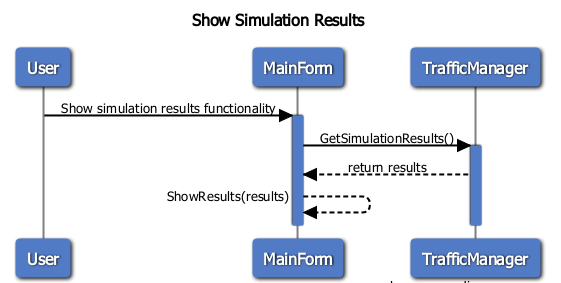 Show Simulation Results
User
MainForm
TrafficManager
Show simulation results functionality
GetSimulationResults()
return results
ShowResults(results)
User
MainForm
TrafficManager